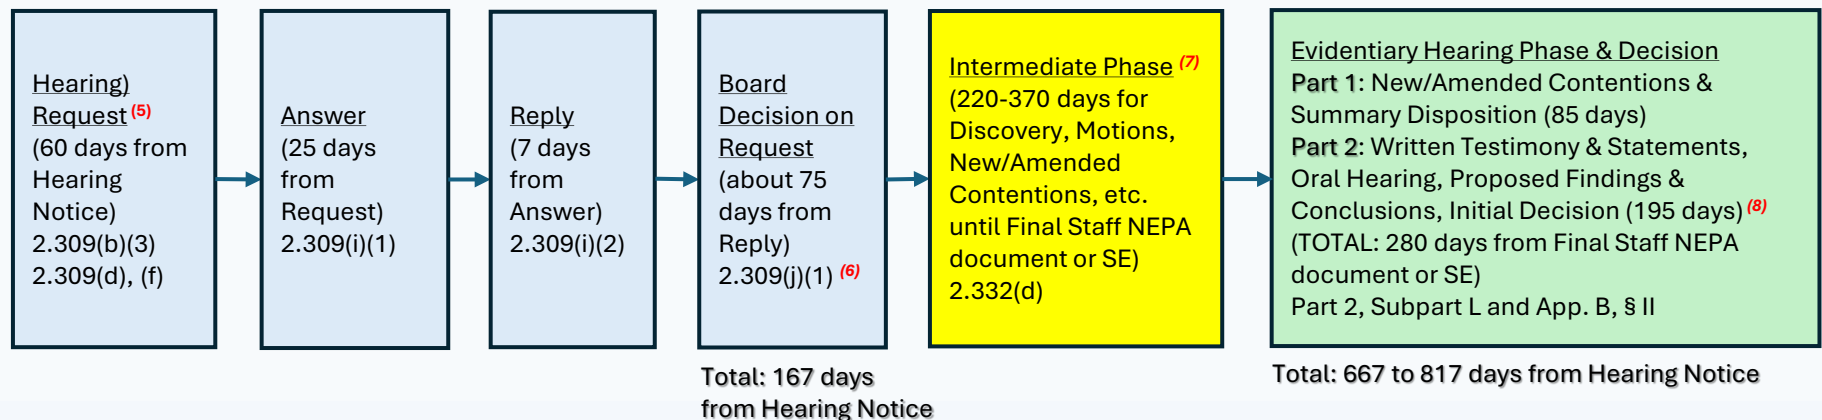 Hearing)
Request (5)
(60 days from
Hearing
Notice)
2.309(b)(3)
2.309(d), (f)
Answer
(25 days
from
Request)
2.309(i)(1)
Reply
(7 days
from
Answer)
2.309(i)(2)
Board
Decision on
Request
(about 75
days from
Reply)
2.309(j)(1) (6)
Total: 167 days
from Hearing Notice
Intermediate Phase (7)
(220-370 days for
Discovery, Motions,
New/Amended
Contentions, etc.
until Final Staff NEPA
document or SE)
2.332(d)
Evidentiary Hearing Phase & Decision
Part 1: New/Amended Contentions &
Summary Disposition (85 days)
Part 2: Written Testimony & Statements,
Oral Hearing, Proposed Findings &
Conclusions, Initial Decision (195 days) (8)
(TOTAL: 280 days from Final Staff NEPA
document or SE)
Part 2, Subpart L and App. B, § II
Total: 667 to 817 days from Hearing Notice